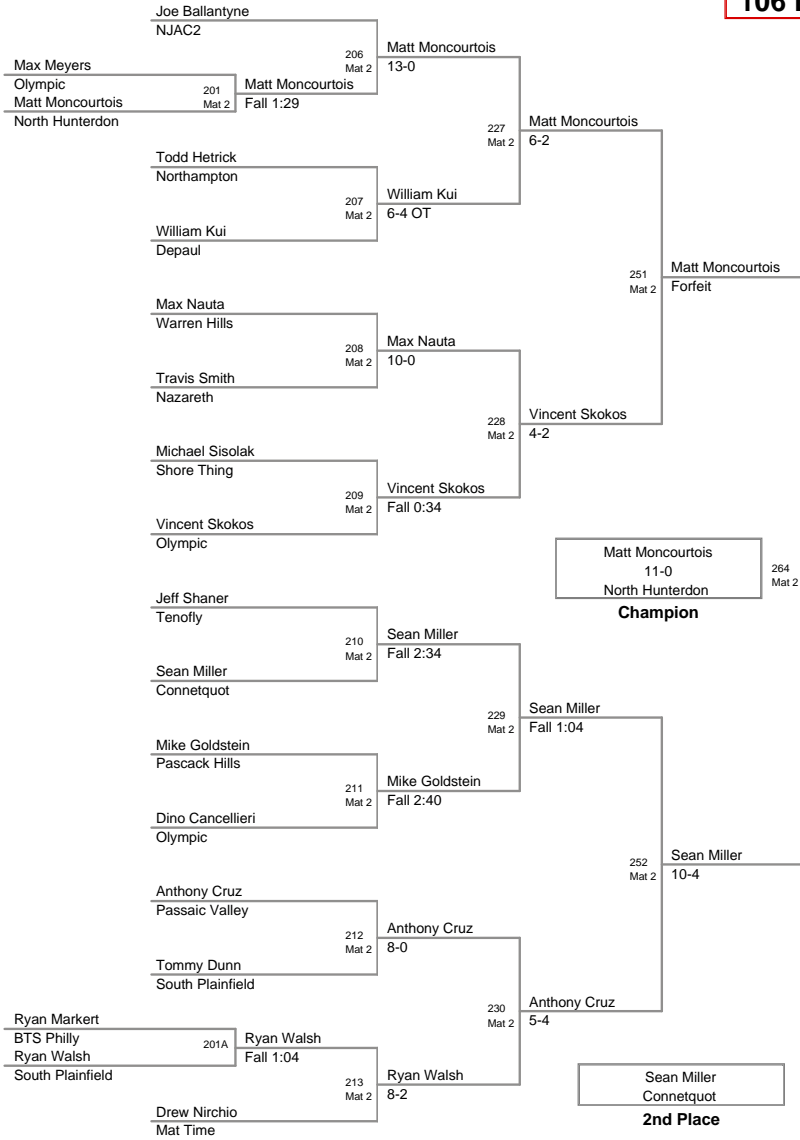 106
Joe Ballantyne
NJAC2
206
Mat 2
Matt Moncourtois
13-0
Max Meyers
Olympic
201
Mat 2
Matt Moncourtois
Fall 1:29
Matt Moncourtois
North Hunterdon
227
Mat 2
Matt Moncourtois
6-2
Todd Hetrick
Northampton
207
Mat 2
William Kui
6-4 OT
William Kui
Depaul
251
Mat 2
Matt Moncourtois
Forfeit
Max Nauta
Warren Hills
208
Mat 2
Max Nauta
10-0
Travis Smith
Nazareth
228
Mat 2
Vincent Skokos
4-2
Michael Sisolak
Shore Thing
209
Mat 2
Vincent Skokos
Fall 0:34
Vincent Skokos
Olympic
Matt Moncourtois
11-0
North Hunterdon
264
Mat 2
Champion
Jeff Shaner
Tenofly
210
Mat 2
Sean Miller
Fall 2:34
Sean Miller
Connetquot
229
Mat 2
Sean Miller
Fall 1:04
Mike Goldstein
Pascack Hills
211
Mat 2
Mike Goldstein
Fall 2:40
Dino Cancellieri
Olympic
252
Mat 2
Sean Miller
10-4
Anthony Cruz
Passaic Valley
212
Mat 2
Anthony Cruz
8-0
Tommy Dunn
South Plainfield
230
Mat 2
Anthony Cruz
5-4
Ryan Markert
BTS Philly
201A
Ryan Walsh
Fall 1:04
Ryan Walsh
South Plainfield
213
Mat 2
Ryan Walsh
8-2
Drew Nirchio
Mat Time
Sean Miller
Connetquot
2nd Place